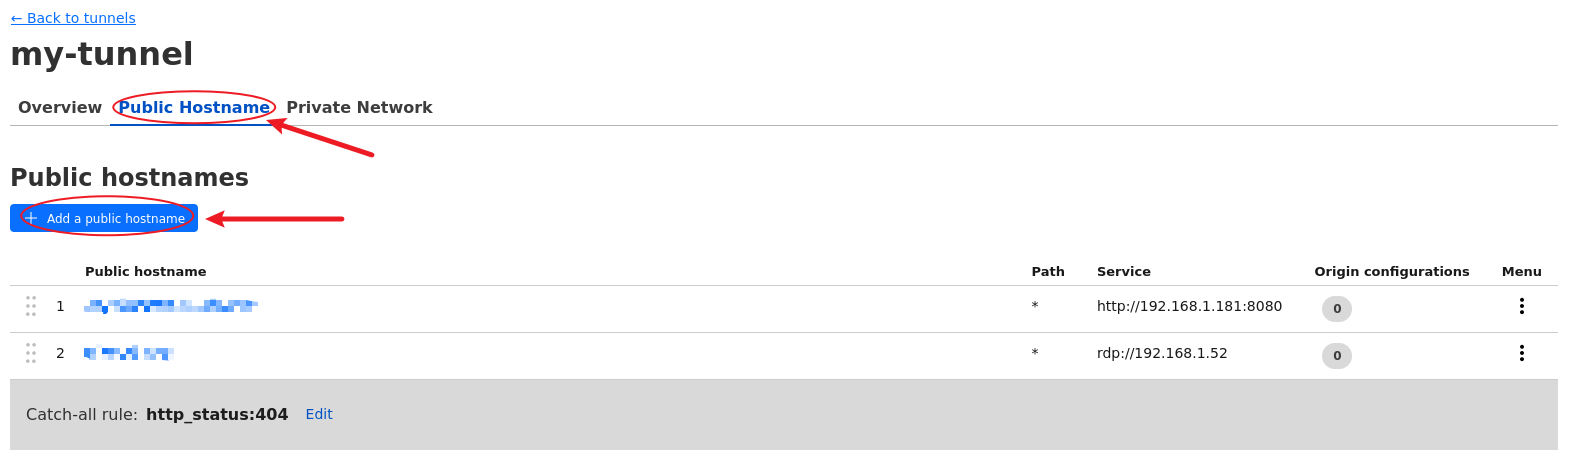 ← Back to tunnels
my-tunnel
Overview Public Hostname Private Network
Public hostnames
+ Add a public hostname
Public hostname Path Service Origin configurations Menu
1 * http://192.168.1.181:8080 0
2 * rdp://192.168.1.52 0
Catch-all rule: http_status:404 Edit